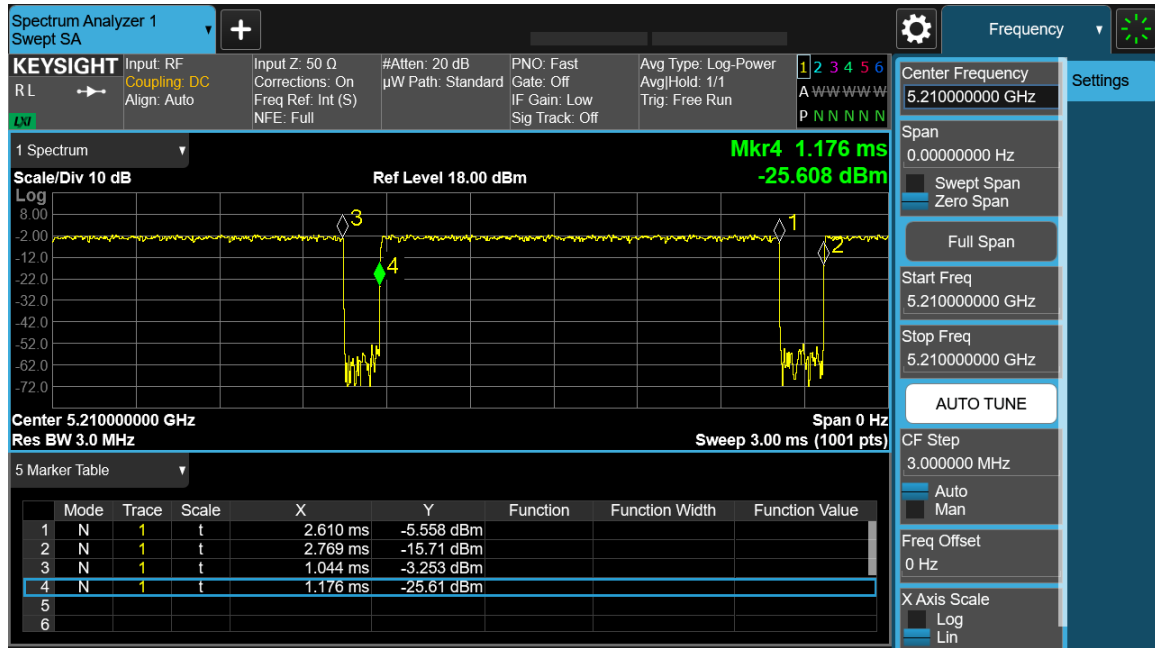 Spectrum Analyzer 1
Swept SA
▼
+
Frequency
▼
KEYSIGHT
RL
LXI
Input: RF
Coupling: DC
Align: Auto
Input Z: 50 Ω
Corrections: On
Freq Ref: Int (S)
NFE: Full
#Atten: 20 dB
µW Path: Standard
PNO: Fast
Gate: Off
IF Gain: Low
Sig Track: Off
Avg Type: Log-Power
Avg|Hold: 1/1
Trig: Free Run
1 2 3 4 5 6
A W W W W W
P N N N N N
1 Spectrum
▼
Mkr4 1.176 ms
Scale/Div 10 dB
Ref Level 18.00 dBm
-25.608 dBm
Log
8.00
-2.00
-12.0
-22.0
-32.0
-42.0
-52.0
-62.0
-72.0
3
4
1
2
Center 5.210000000 GHz
Span 0 Hz
Res BW 3.0 MHz
Sweep 3.00 ms (1001 pts)
5 Marker Table
▼
Mode Trace Scale X Y Function Function Width Function Value
1 N 1 t 2.610 ms -5.558 dBm
2 N 1 t 2.769 ms -15.71 dBm
3 N 1 t 1.044 ms -3.253 dBm
4 N 1 t 1.176 ms -25.61 dBm
5
6
Center Frequency
5.210000000 GHz
Settings
Span
0.00000000 Hz
Swept Span
Zero Span
Full Span
Start Freq
5.210000000 GHz
Stop Freq
5.210000000 GHz
AUTO TUNE
CF Step
3.000000 MHz
Auto
Man
Freq Offset
0 Hz
X Axis Scale
Log
Lin